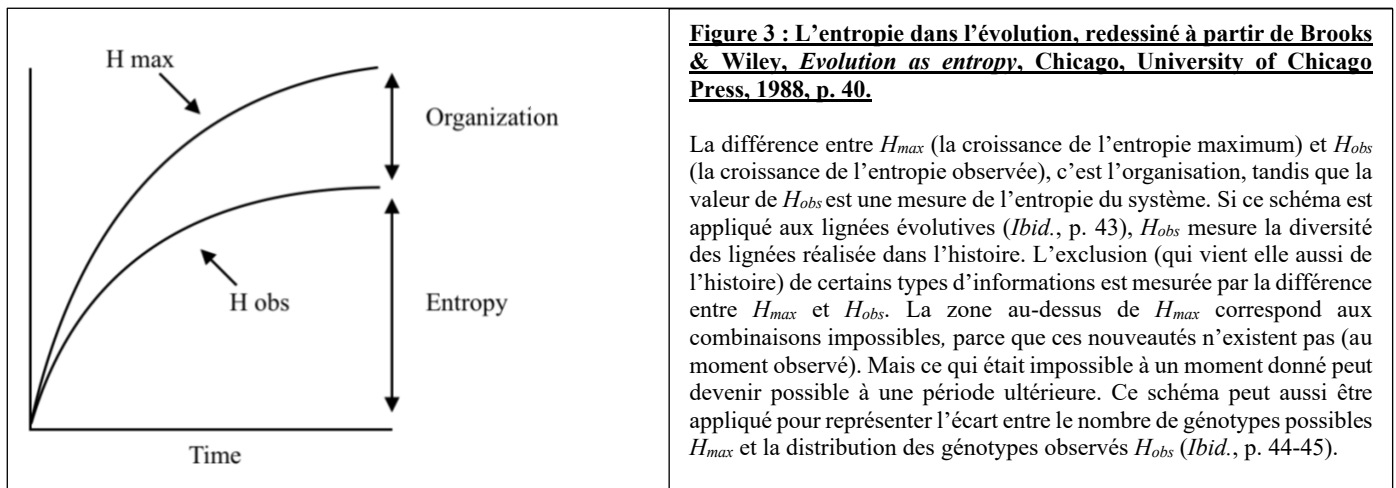 H max
Organization
H obs
Entropy
Time
Figure 3 : L’entropie dans l’évolution, redessiné à partir de Brooks
& Wiley, Evolution as entropy, Chicago, University of Chicago
Press, 1988, p. 40.
La différence entre Hmax (la croissance de l’entropie maximum) et Hobs
(la croissance de l’entropie observée), c’est l’organisation, tandis que la
valeur de Hobs est une mesure de l’entropie du système. Si ce schéma est
appliqué aux lignées évolutives (Ibid., p. 43), Hobs mesure la diversité
des lignées réalisée dans l’histoire. L’exclusion (qui vient elle aussi de
l’histoire) de certains types d’informations est mesurée par la différence
entre Hmax et Hobs. La zone au-dessus de Hmax correspond aux
combinaisons impossibles, parce que ces nouveautés n’existent pas (au
moment observé). Mais ce qui était impossible à un moment donné peut
devenir possible à une période ultérieure. Ce schéma peut aussi être
appliqué pour représenter l’écart entre le nombre de génotypes possibles
Hmax et la distribution des génotypes observés Hobs (Ibid., p. 44-45).